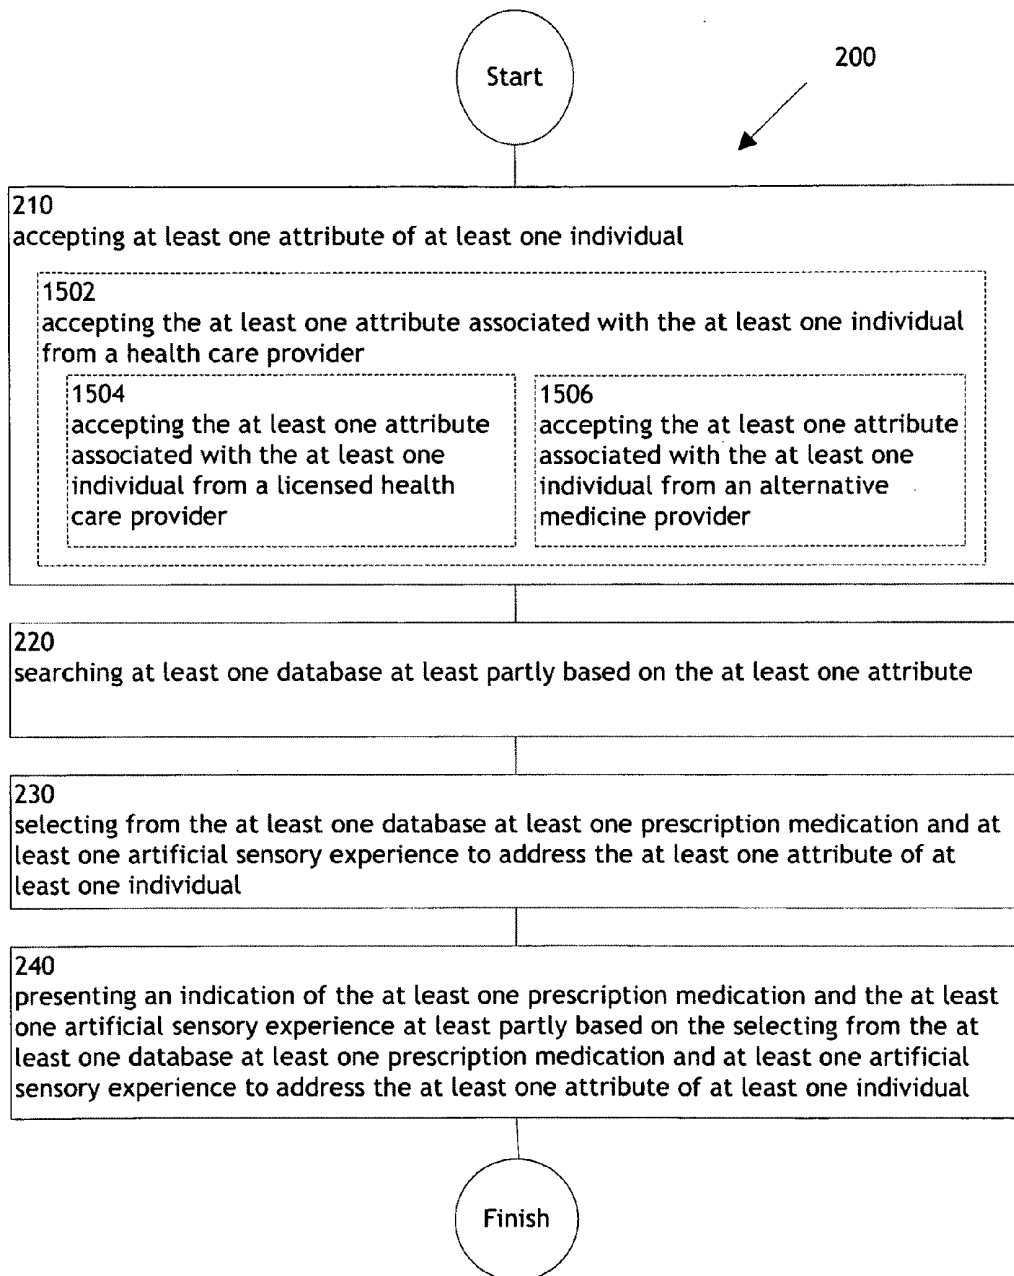 Start
200
210
accepting at least one attribute of at least one individual
1502
accepting the at least one attribute associated with the at least one individual
from a health care provider
1504
accepting the at least one attribute
associated with the at least one
individual from a licensed health
care provider
1506
accepting the at least one attribute
associated with the at least one
individual from an alternative
medicine provider
220
searching at least one database at least partly based on the at least one attribute
230
selecting from the at least one database at least one prescription medication and at
least one artificial sensory experience to address the at least one attribute of at
least one individual
240
presenting an indication of the at least one prescription medication and the at least
one artificial sensory experience at least partly based on the selecting from the at
least one database at least one prescription medication and at least one artificial
sensory experience to address the at least one attribute of at least one individual
Finish